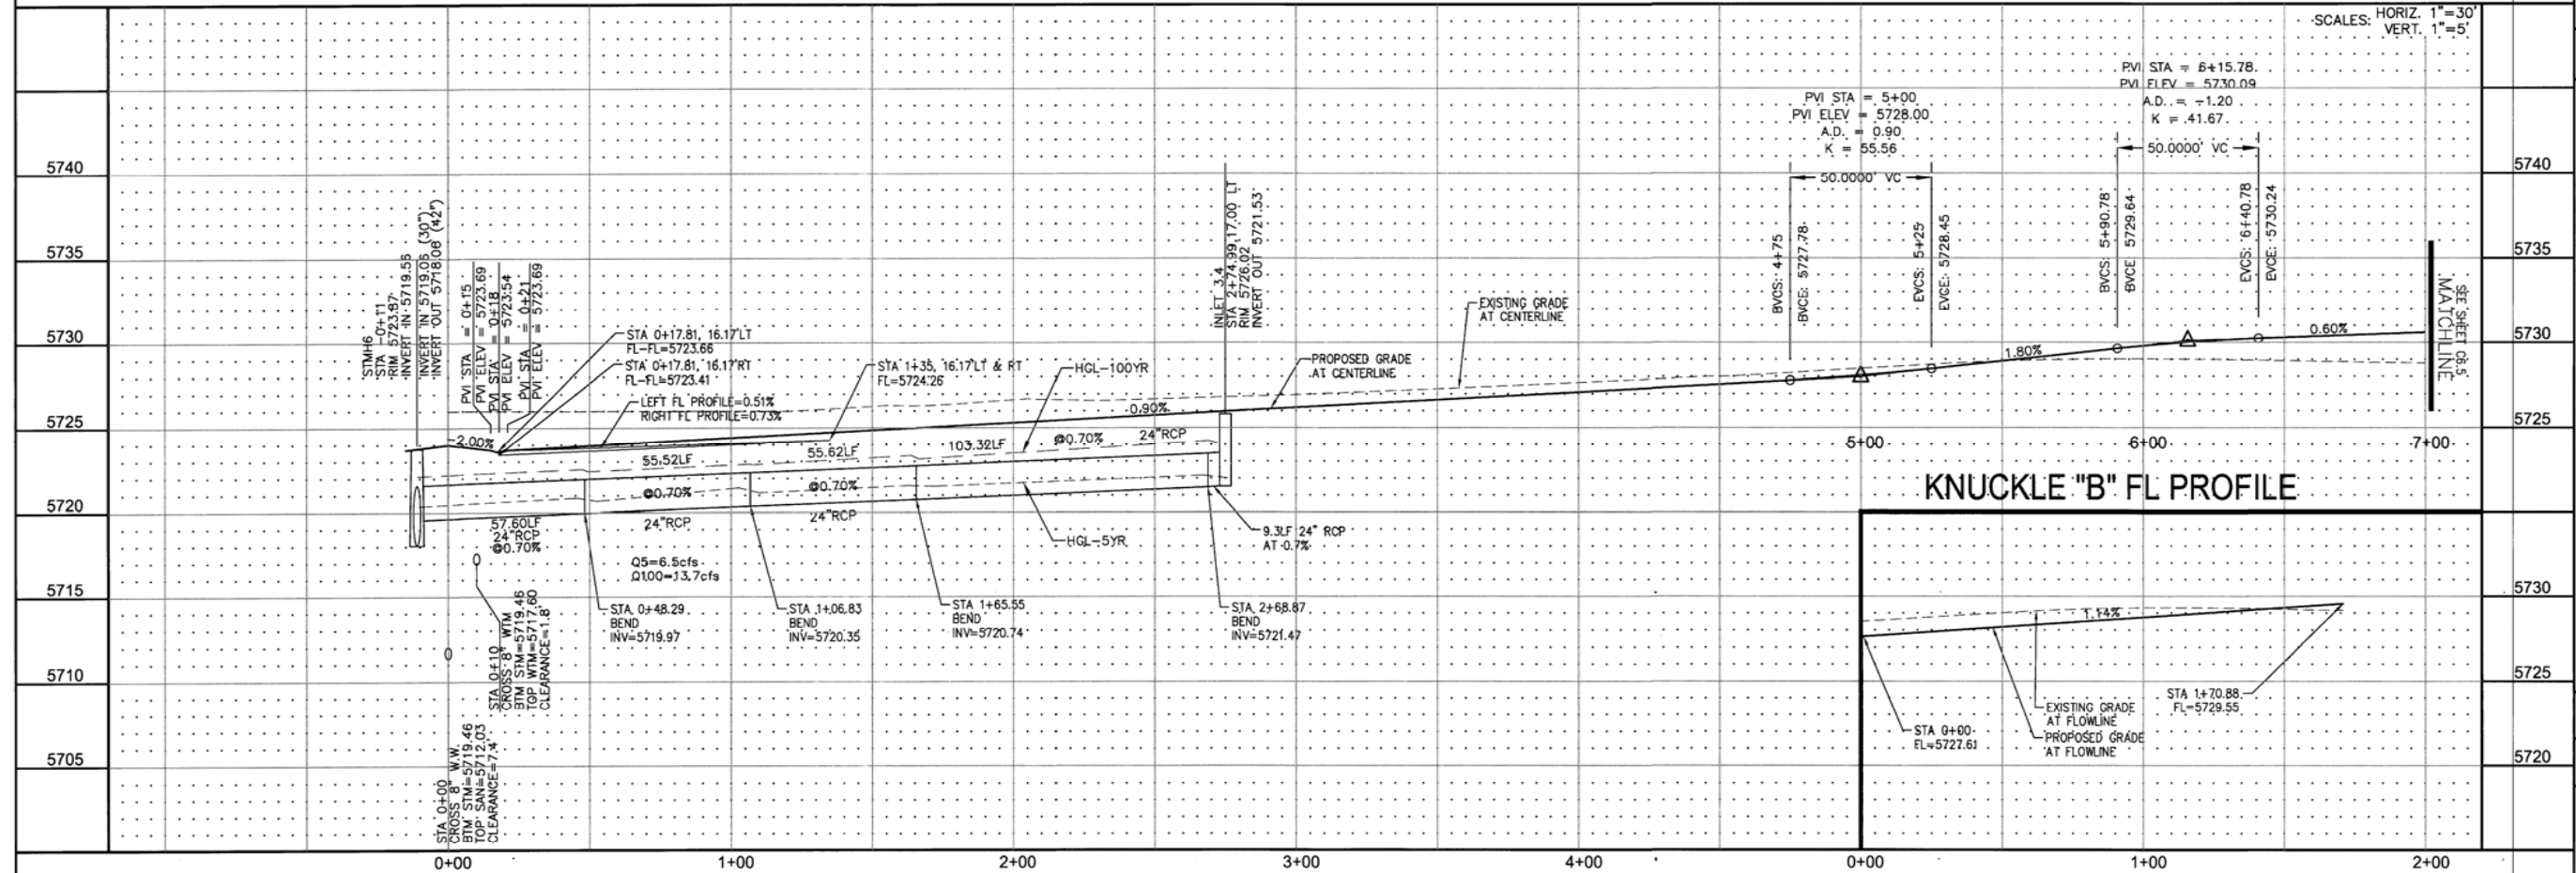 SCALES: HORIZ. 1"=30'
VERT. 1"=5'
PVI STA = 6+15.78
PVI ELEV = 5730.09
A.D. = -1.20
K = 41.67
50.0000' VC
BVCS: 5+90.78
BVCE 5729.64
EVCS: 6+40.78
EVCE: 5730.24
PVI STA = 5+00
PVI ELEV = 5728.00
A.D. = 0.90
K = 55.56
50.0000' VC
BVCS: 4+75
BVCE: 5727.78
EVCS: 5+25
EVCE: 5728.45
5740
5735
5730
5725
5720
5715
5710
5705
5740
5735
5730
5725
5730
5725
5720
STMH6
STA -0+11
RIM 5723.87
INVERT IN 5719.56
INVERT IN 5719.06 (30")
INVERT OUT 5718.06 (42")
PVI STA = 0+15
PVI ELEV = 5723.69
PVI STA = 0+18
PVI ELEV = 5723.54
PVI STA = 0+21
PVI ELEV = 5723.69
STA 0+17.81, 16.17'LT
FL-FL=5723.66
STA 0+17.81, 16.17'RT
FL-FL=5723.41
LEFT FL PROFILE=0.51%
RIGHT FL PROFILE=0.73%
STA 1+35, 16.17'LT & RT
FL=5724.26
HGL-100YR
INLET 3.4
STA 2+74.99, 17.00 LT
RIM 5726.02
INVERT OUT 5721.53
PROPOSED GRADE
AT CENTERLINE
EXISTING GRADE
AT CENTERLINE
-2.00%
0.90%
1.80%
0.60%
SEE SHEET C6.5
MATCHLINE
55.52LF
@0.70%
24"RCP
55.62LF
@0.70%
24"RCP
103.32LF
@0.70%
24"RCP
57.60LF
24"RCP
@0.70%
Q5=6.5cfs
Q100=13.7cfs
HGL-5YR
9.3LF 24" RCP
AT 0.7%
STA 0+48.29
BEND
INV=5719.97
STA 1+06.83
BEND
INV=5720.35
STA 1+65.55
BEND
INV=5720.74
STA 2+68.87
BEND
INV=5721.47
STA 0+10
CROSS 8" WTM
BTM STM=5719.46
TOP WTM=5717.60
CLEARANCE=1.8'
STA 0+00
CROSS 8" W.W.
BTM STM=5719.46
TOP SAN=5712.03
CLEARANCE=7.4'
5+00
6+00
7+00
KNUCKLE "B" FL PROFILE
1.14%
STA 0+00
FL=5727.61
EXISTING GRADE
AT FLOWLINE
PROPOSED GRADE
AT FLOWLINE
STA 1+70.88
FL=5729.55
0+00
1+00
2+00
3+00
4+00
0+00
1+00
2+00